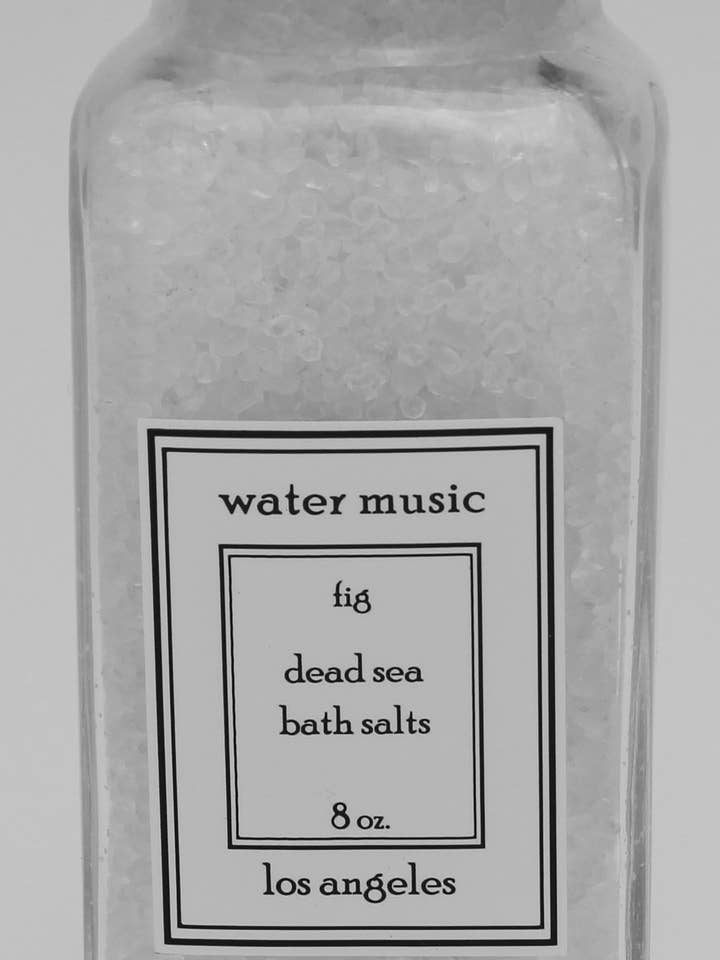 water music
fig
dead sea
bath salts
8 oz.
los angeles